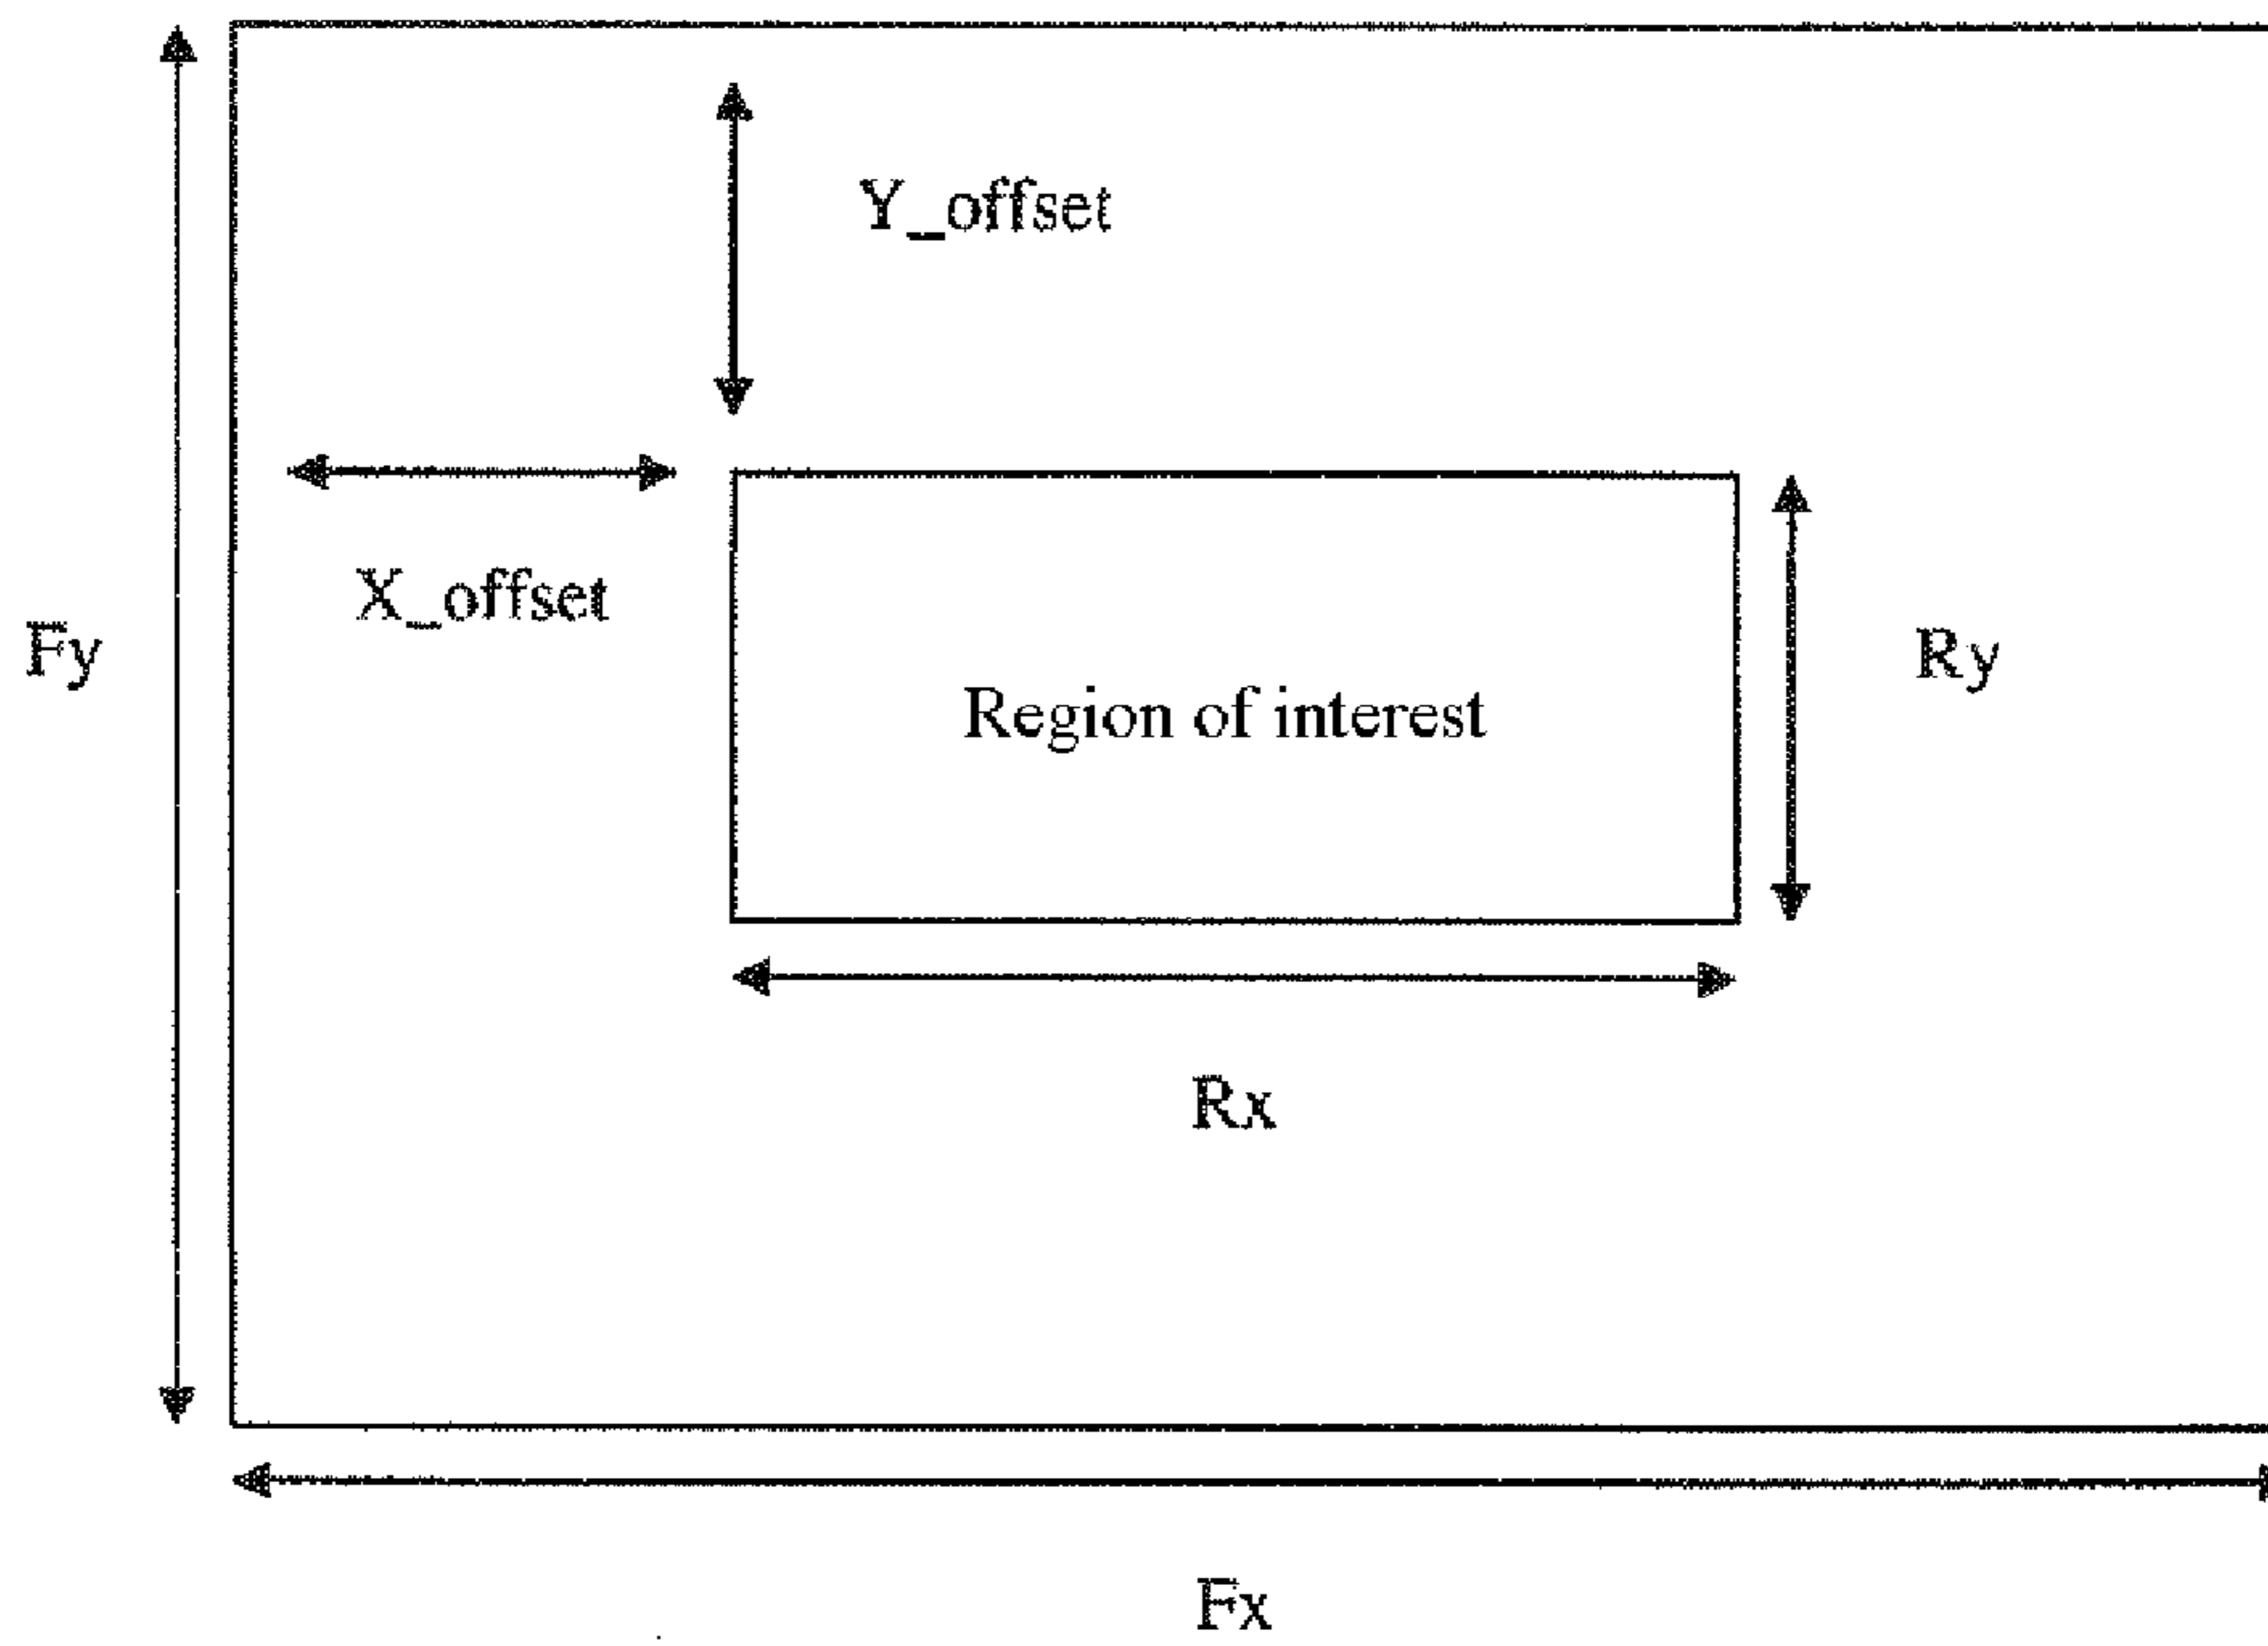 Y_offset
X_offset
Fy
Ry
Region of interest
Rx
Fx